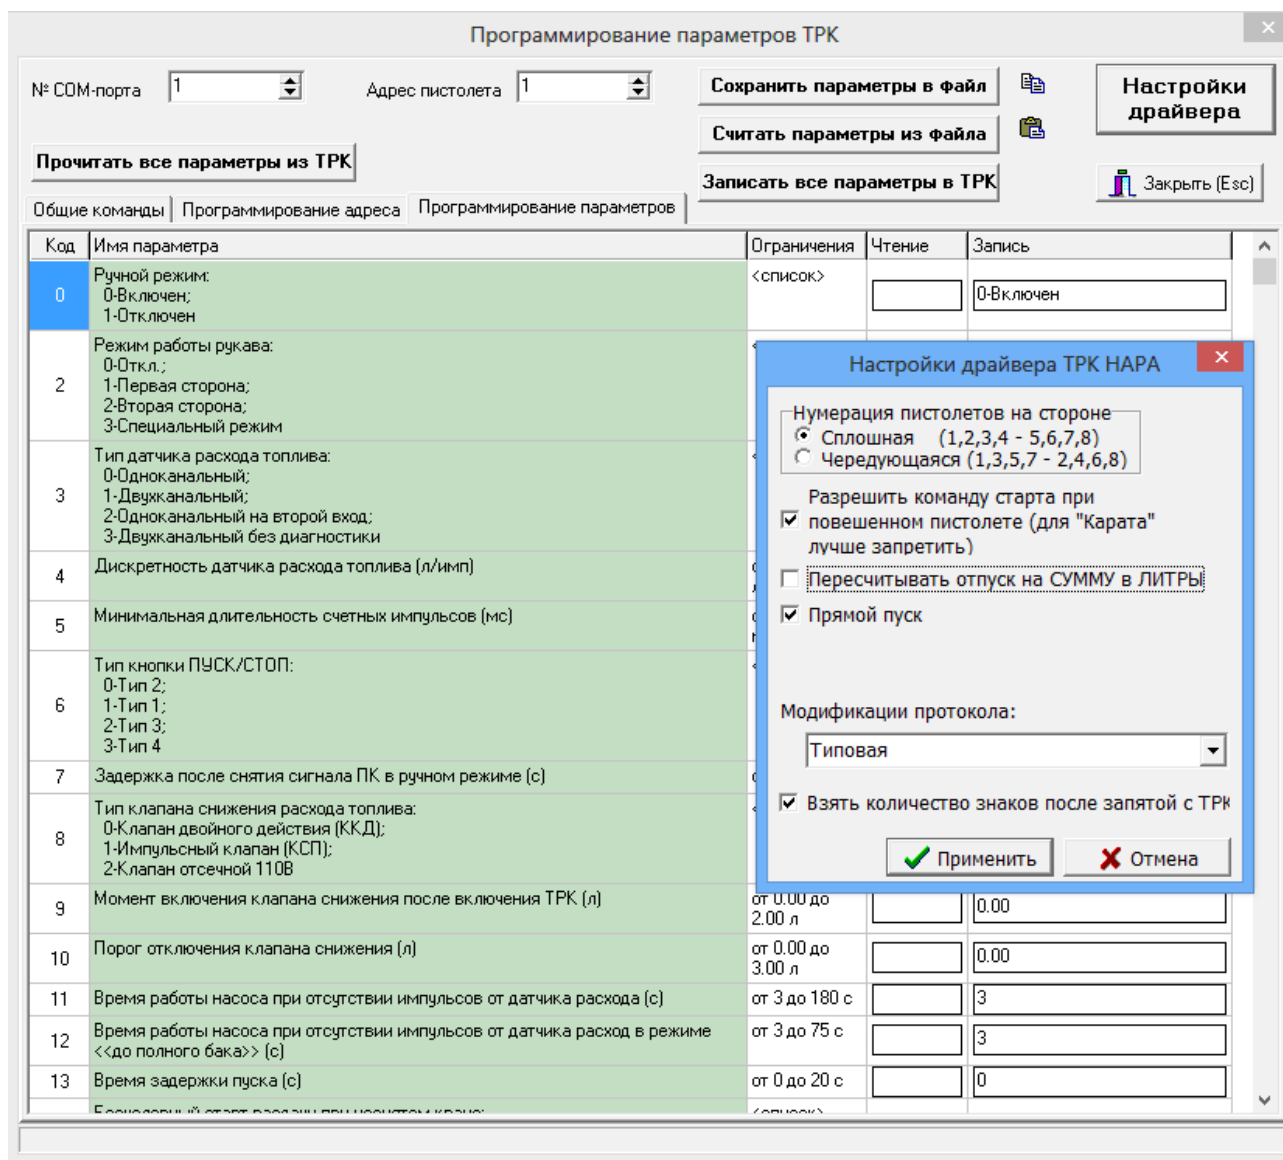 Программирование параметров ТРК
№ COM-порта
1
Адрес пистолета
1
Сохранить параметры в файл
Настройки
драйвера
Считать параметры из файла
Прочитать все параметры из ТРК
Записать все параметры в ТРК
Закрыть (Esc)
Общие команды
Программирование адреса
Программирование параметров
Код
Имя параметра
Ограничения
Чтение
Запись
0
Ручной режим:
0-Включен;
1-Отключен
<список>
0-Включен
2
Режим работы рукава:
0-Откл.;
1-Первая сторона;
2-Вторая сторона;
3-Специальный режим
3
Тип датчика расхода топлива:
0-Одноканальный;
1-Двухканальный;
2-Одноканальный на второй вход;
3-Двухканальный без диагностики
4
Дискретность датчика расхода топлива (л/имп)
5
Минимальная длительность счетных импульсов (мс)
6
Тип кнопки ПУСК/СТОП:
0-Тип 2;
1-Тип 1;
2-Тип 3;
3-Тип 4
7
Задержка после снятия сигнала ПК в ручном режиме (с)
8
Тип клапана снижения расхода топлива:
0-Клапан двойного действия (ККД);
1-Импульсный клапан (КСП);
2-Клапан отсечной 110В
9
Момент включения клапана снижения после включения ТРК (л)
от 0.00 до
2.00 л
0.00
10
Порог отключения клапана снижения (л)
от 0.00 до
3.00 л
0.00
11
Время работы насоса при отсутствии импульсов от датчика расхода (с)
от 3 до 180 с
3
12
Время работы насоса при отсутствии импульсов от датчика расход в режиме
<<до полного бака>> (с)
от 3 до 75 с
3
13
Время задержки пуска (с)
от 0 до 20 с
0
Настройки драйвера ТРК НАРА
Нумерация пистолетов на стороне
Сплошная (1,2,3,4 - 5,6,7,8)
Чередующаяся (1,3,5,7 - 2,4,6,8)
Разрешить команду старта при
повешенном пистолете (для "Карата"
лучше запретить)
Пересчитывать отпуск на СУММУ в ЛИТРЫ
Прямой пуск
Модификации протокола:
Типовая
Взять количество знаков после запятой с ТРК
Применить
Отмена